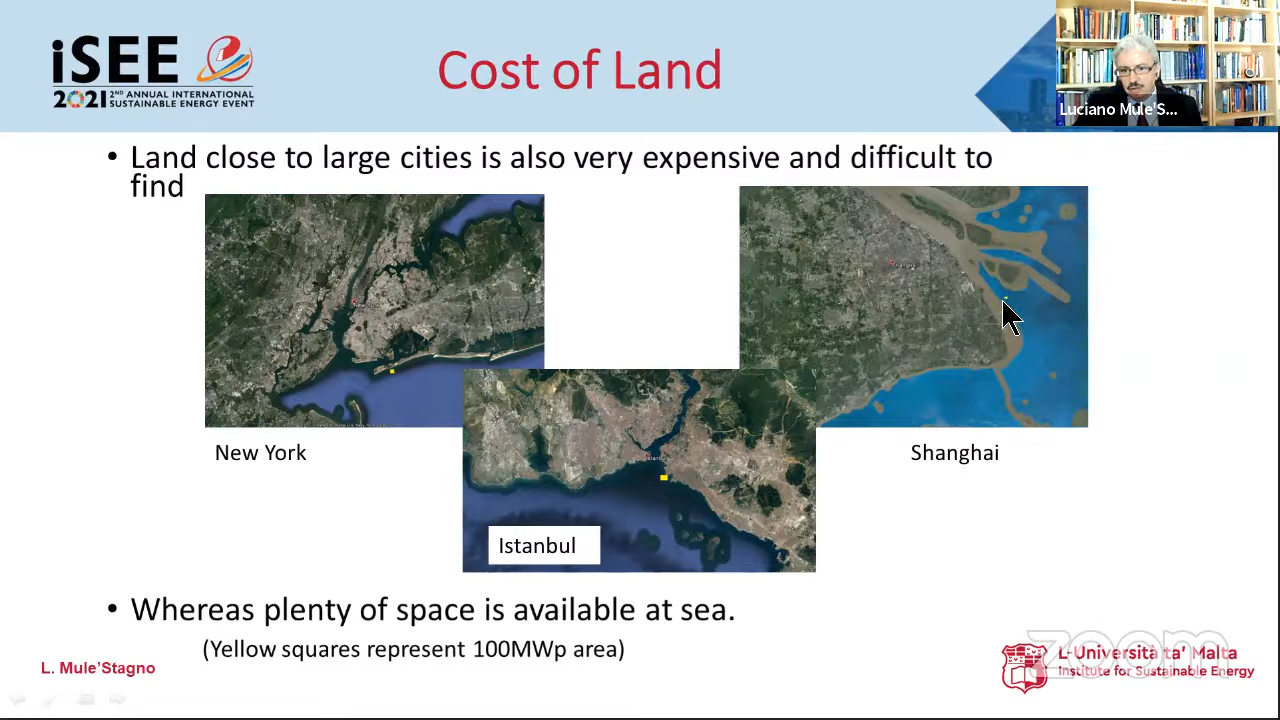 iSEE
2021 2ND ANNUAL INTERNATIONAL
SUSTAINABLE ENERGY EVENT
Cost of Land
Luciano Mule'S...
• Land close to large cities is also very expensive and difficult to
find
New York
Shanghai
Istanbul
• Whereas plenty of space is available at sea.
(Yellow squares represent 100MWp area)
L. Mule'Stagno
zoom
L-Università ta' Malta
Institute for Sustainable Energy